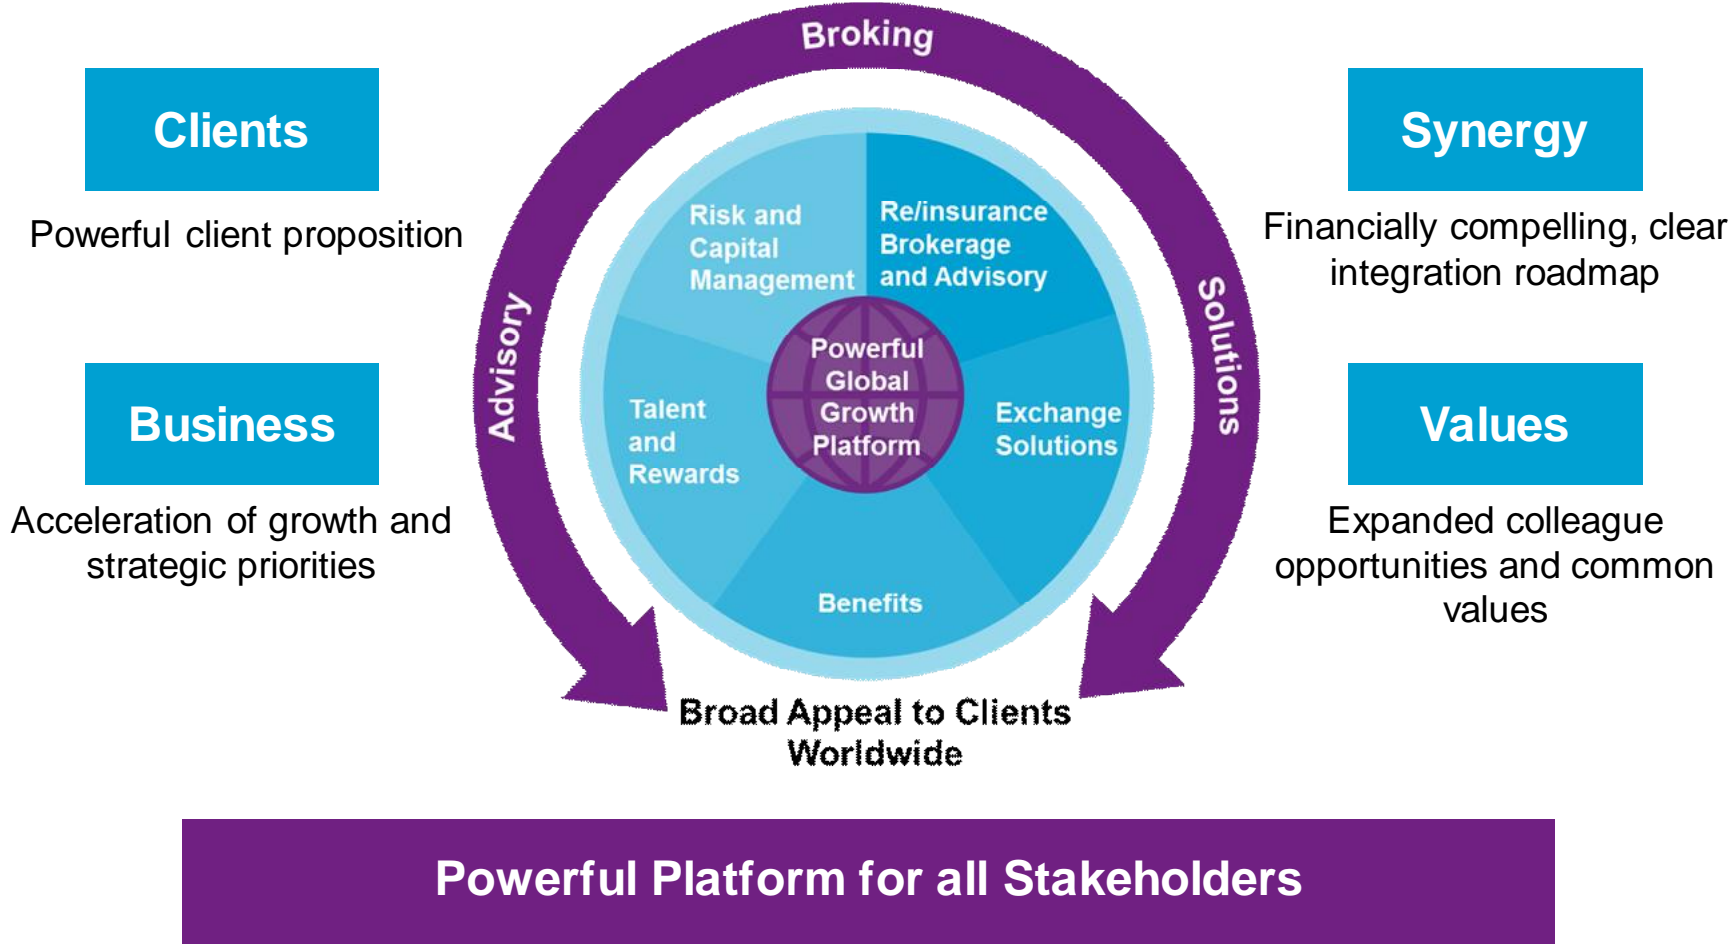 Broking
Advisory
Solutions
Clients
Powerful client proposition
Business
Acceleration of growth and
strategic priorities
Risk and
Capital
Management
Re/insurance
Brokerage
and Advisory
Talent
and
Rewards
Powerful
Global
Growth
Platform
Exchange
Solutions
Benefits
Broad Appeal to Clients
Worldwide
Synergy
Financially compelling, clear
integration roadmap
Values
Expanded colleague
opportunities and common
values
Powerful Platform for all Stakeholders